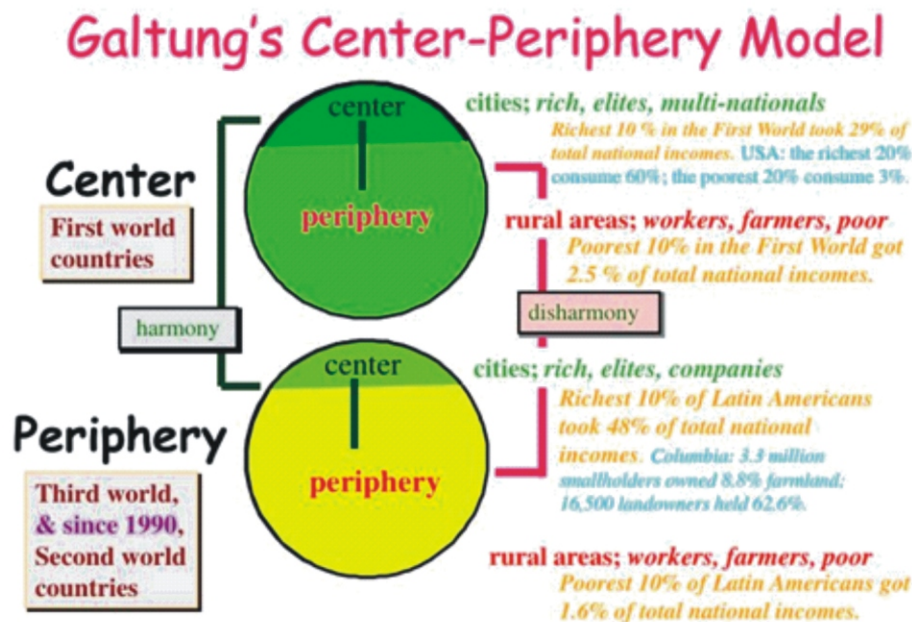 Galtung's Center-Periphery Model
center
cities; rich, elites, multi-nationals
Richest 10 % in the First World took 29% of
total national incomes. USA: the richest 20%
consume 60%; the poorest 20% consume 3%.
Center
First world
countries
periphery
rural areas; workers, farmers, poor
Poorest 10% in the First World got
2.5 % of total national incomes.
harmony
disharmony
center
cities; rich, elites, companies
Richest 10% of Latin Americans
took 48% of total national
incomes. Columbia: 3.3 million
smallholders owned 8.8% farmland;
16,500 landowners held 62.6%.
Periphery
Third world,
& since 1990,
Second world
countries
periphery
rural areas; workers, farmers, poor
Poorest 10% of Latin Americans got
1.6% of total national incomes.